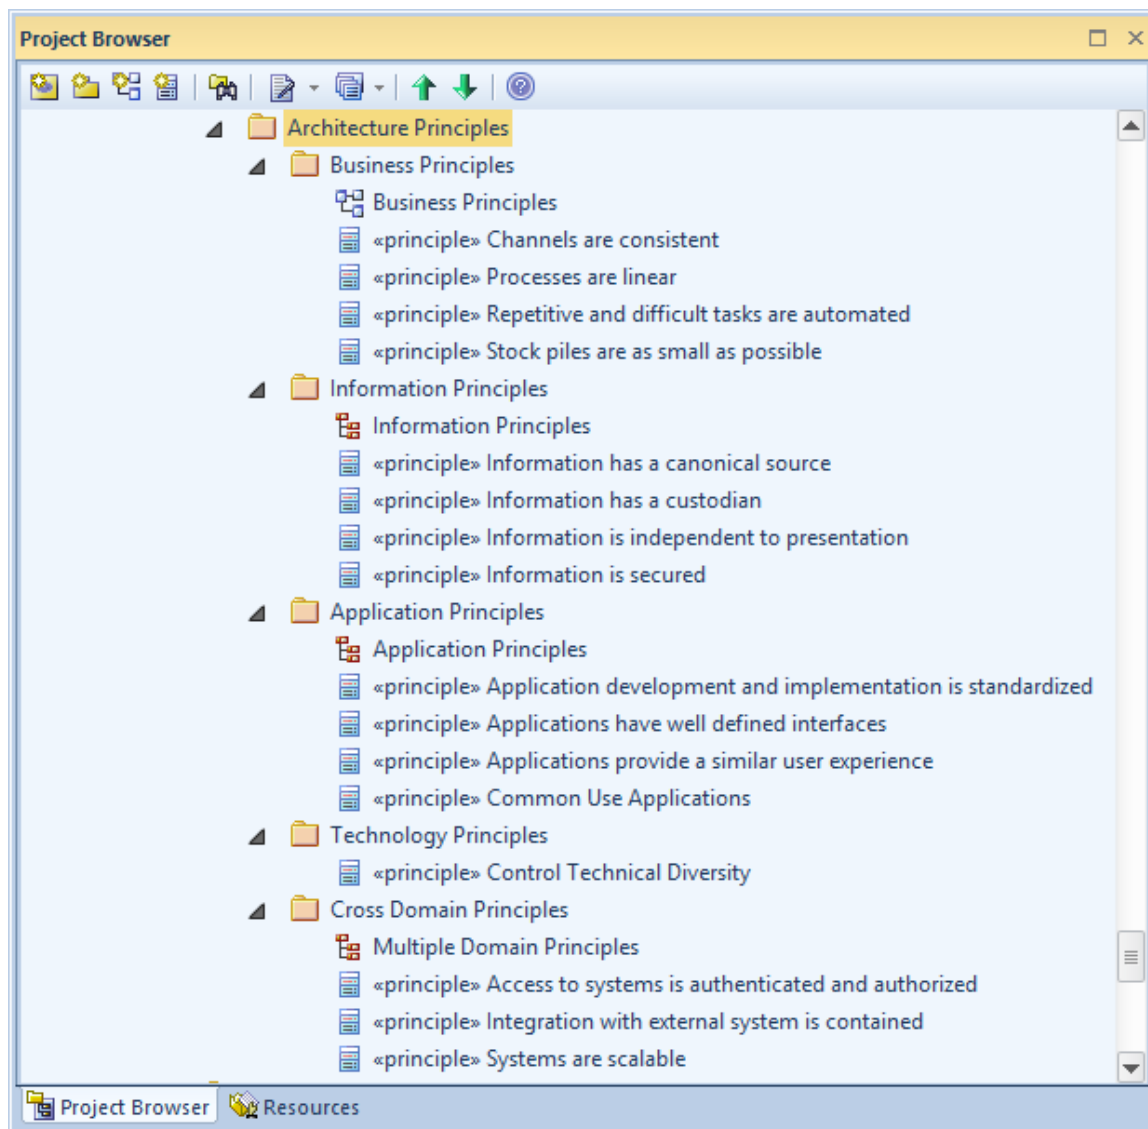 Project Browser
Architecture Principles
Business Principles
Business Principles
«principle» Channels are consistent
«principle» Processes are linear
«principle» Repetitive and difficult tasks are automated
«principle» Stock piles are as small as possible
Information Principles
Information Principles
«principle» Information has a canonical source
«principle» Information has a custodian
«principle» Information is independent to presentation
«principle» Information is secured
Application Principles
Application Principles
«principle» Application development and implementation is standardized
«principle» Applications have well defined interfaces
«principle» Applications provide a similar user experience
«principle» Common Use Applications
Technology Principles
«principle» Control Technical Diversity
Cross Domain Principles
Multiple Domain Principles
«principle» Access to systems is authenticated and authorized
«principle» Integration with external system is contained
«principle» Systems are scalable
Project Browser Resources